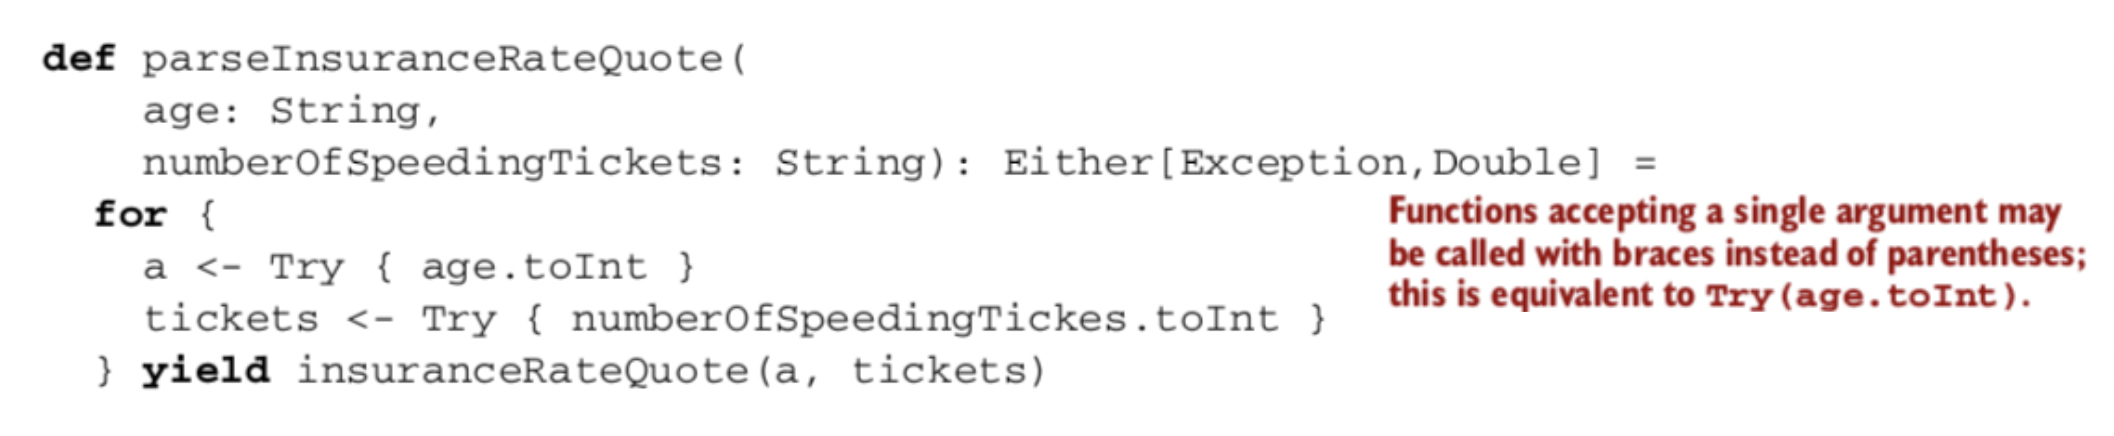 def parseInsuranceRateQuote(
age: String,
numberOfSpeedingTickets: String): Either[Exception,Double] =
for {
a <- Try { age.toInt }
tickets <- Try { numberOfSpeedingTickes.toInt }
} yield insuranceRateQuote(a, tickets)
Functions accepting a single argument may
be called with braces instead of parentheses;
this is equivalent to Try(age.toInt).